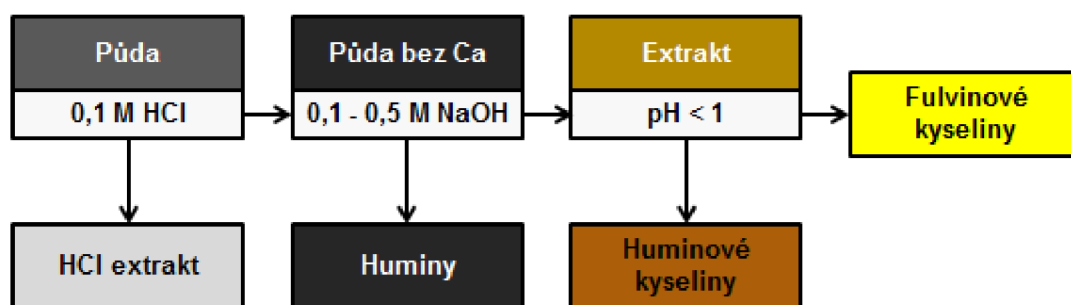 Půda
0,1 M HCl
Půda bez Ca
0,1 - 0,5 M NaOH
Extrakt
pH < 1
Fulvinové
kyseliny
HCl extrakt
Huminy
Huminové
kyseliny